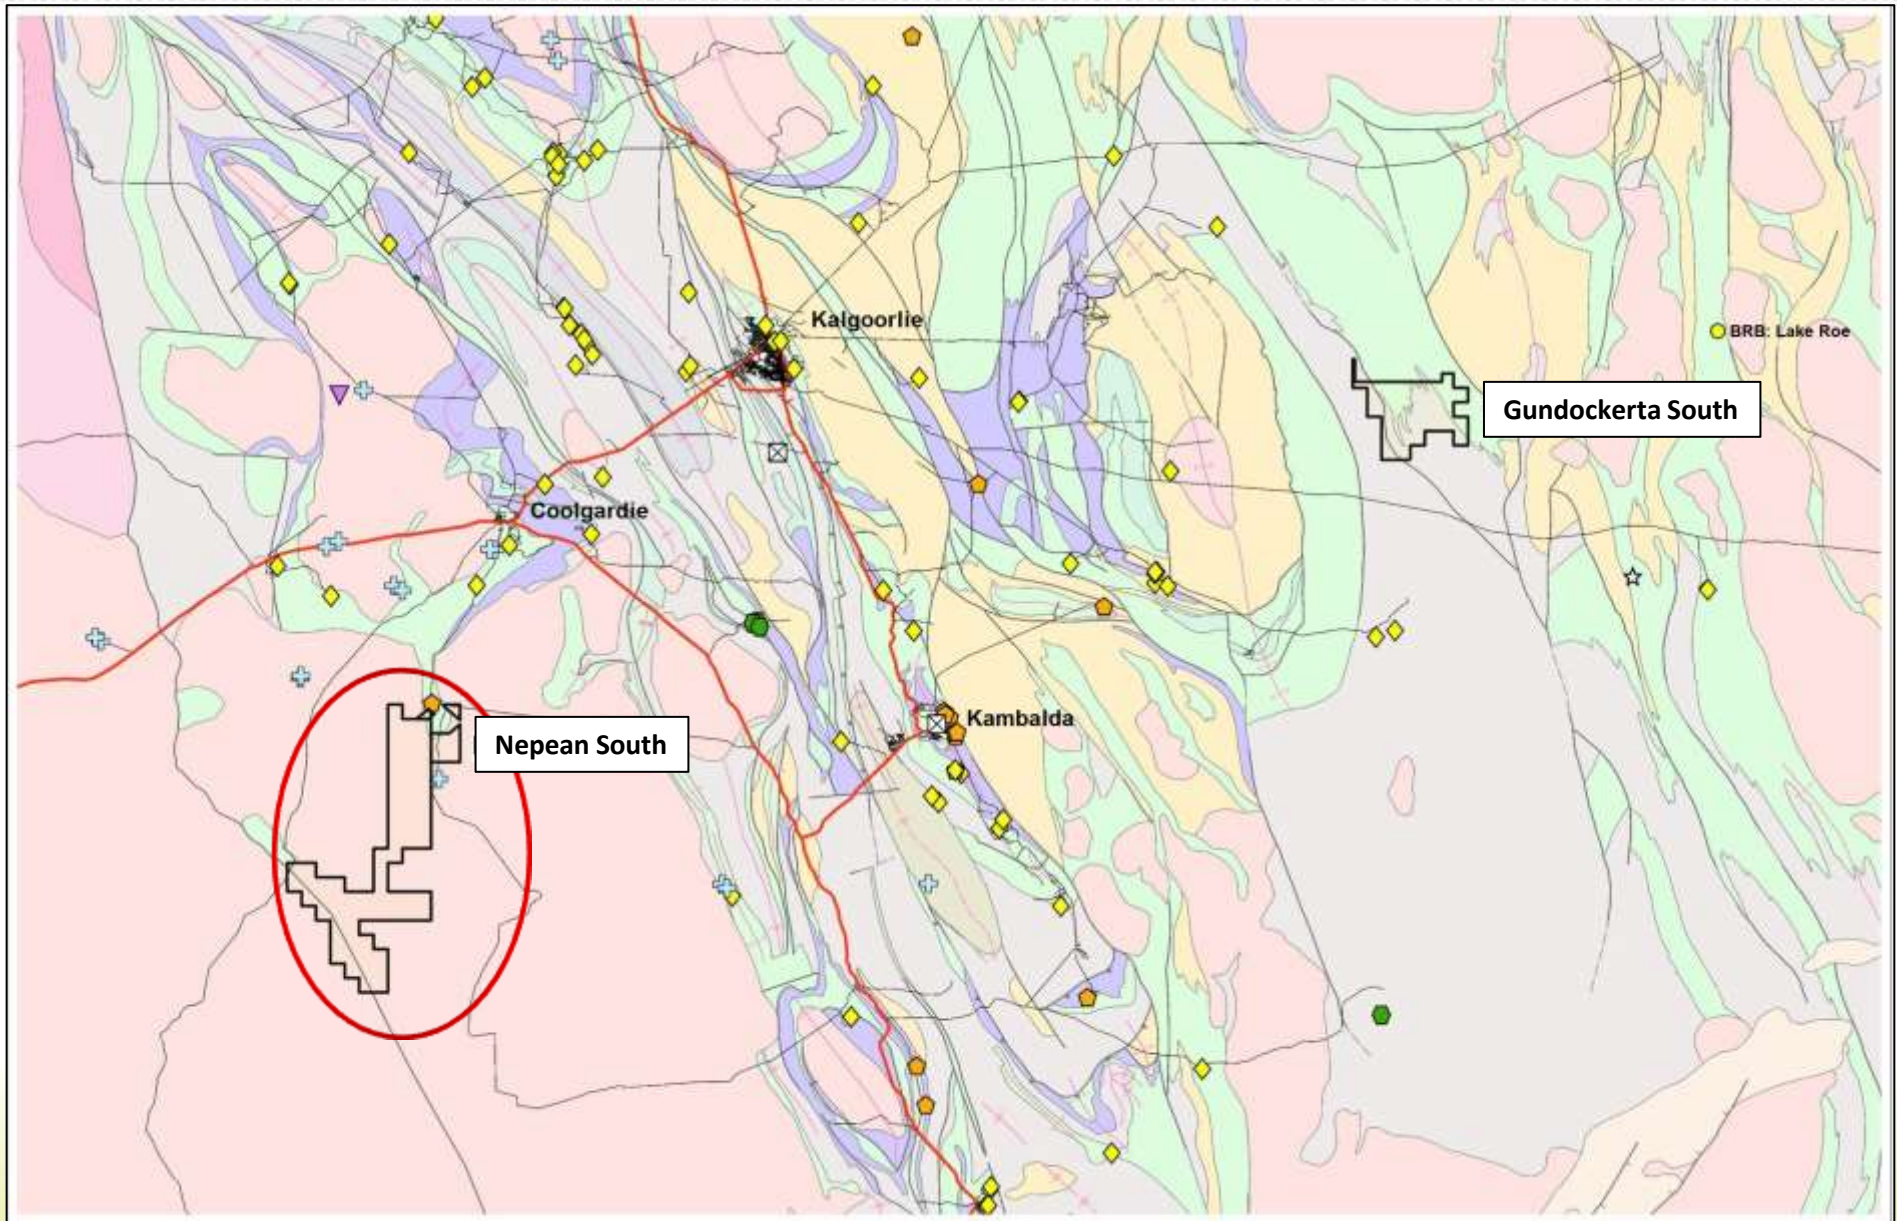 Kalgoorlie
BRB: Lake Roe
Gundockerta South
Coolgardie
Kambalda
Nepean South